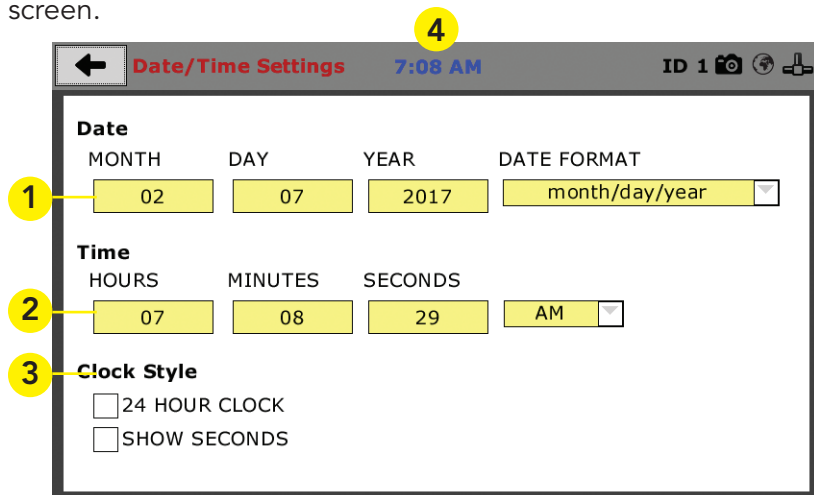 screen.
4
Date/Time Settings 7:08 AM ID 1
Date
MONTH DAY YEAR DATE FORMAT
1 02 07 2017 month/day/year
Time
HOURS MINUTES SECONDS
2 07 08 29 AM
3 Clock Style
24 HOUR CLOCK
SHOW SECONDS